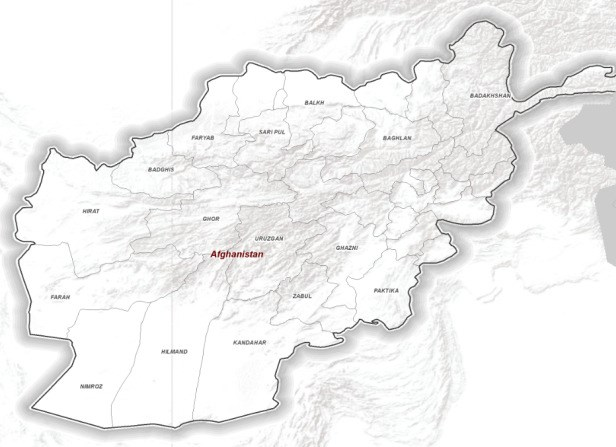 BADAKHSHAN
BALKH
SARI PUL
FARYAB
BAGHLAN
BADGHIS
HIRAT
GHOR
URUZGAN
GHAZNI
Afghanistan
PAKTIKA
FARAH
ZABUL
KANDAHAR
HILMAND
NIMROZ